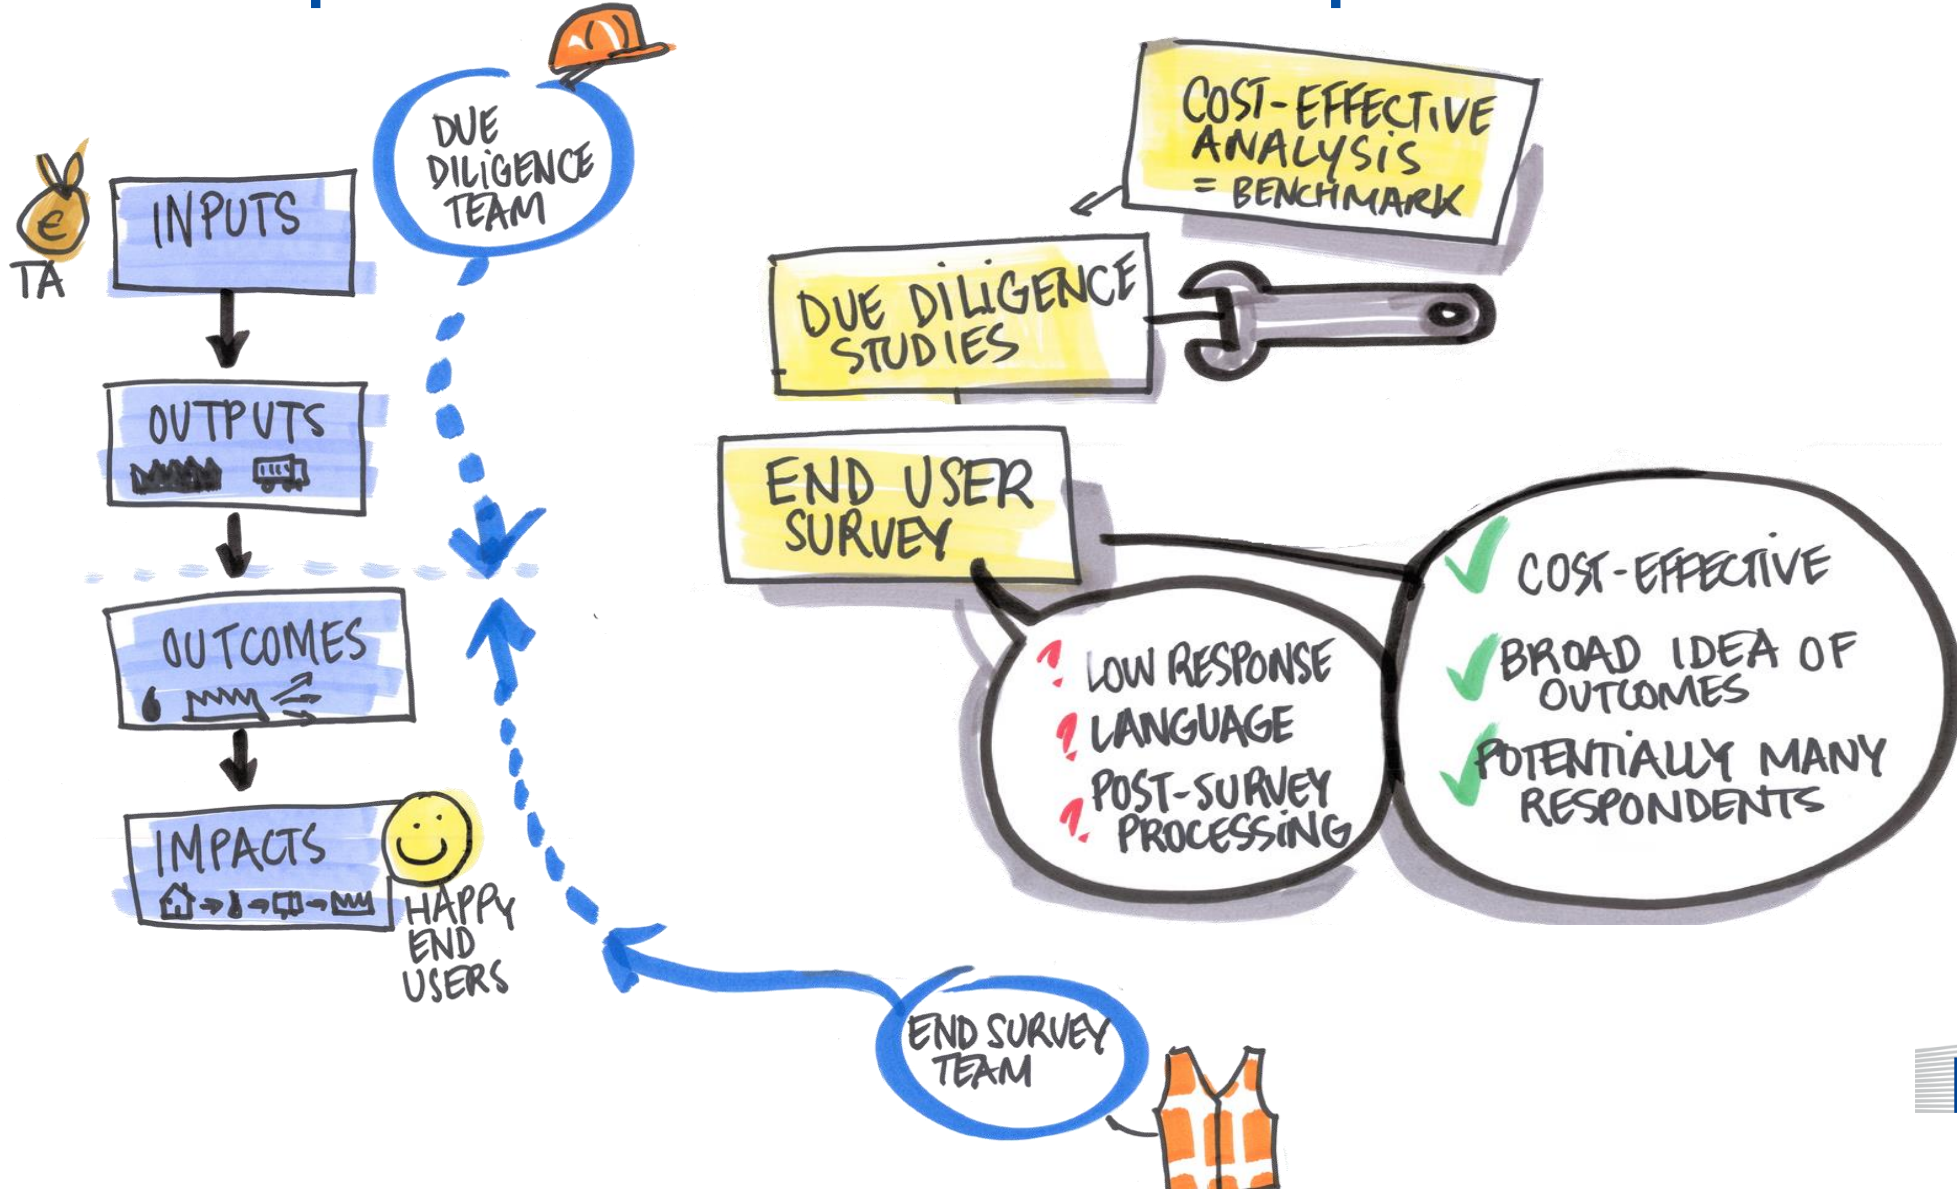 €
TA
INPUTS
OUTPUTS
OUTCOMES
IMPACTS
HAPPY
END
USERS
DUE
DILIGENCE
TEAM
COST-EFFECTIVE
ANALYSIS
= BENCHMARK
DUE DILIGENCE
STUDIES
END USER
SURVEY
LOW RESPONSE
LANGUAGE
POST-SURVEY
PROCESSING
COST-EFFECTIVE
BROAD IDEA OF
OUTCOMES
POTENTIALLY MANY
RESPONDENTS
END SURVEY
TEAM